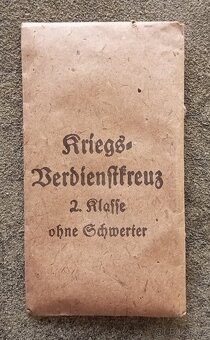 Kriegs-
Verdienstkreuz
2. Klasse
ohne Schwerter